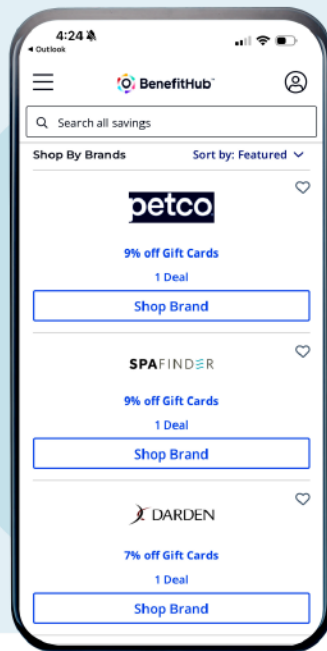 4:24
◀ Outlook
BenefitHub™
Search all savings
Shop By Brands Sort by: Featured
petco
9% off Gift Cards
1 Deal
Shop Brand
SPAFINDER
9% off Gift Cards
1 Deal
Shop Brand
DARDEN
7% off Gift Cards
1 Deal
Shop Brand